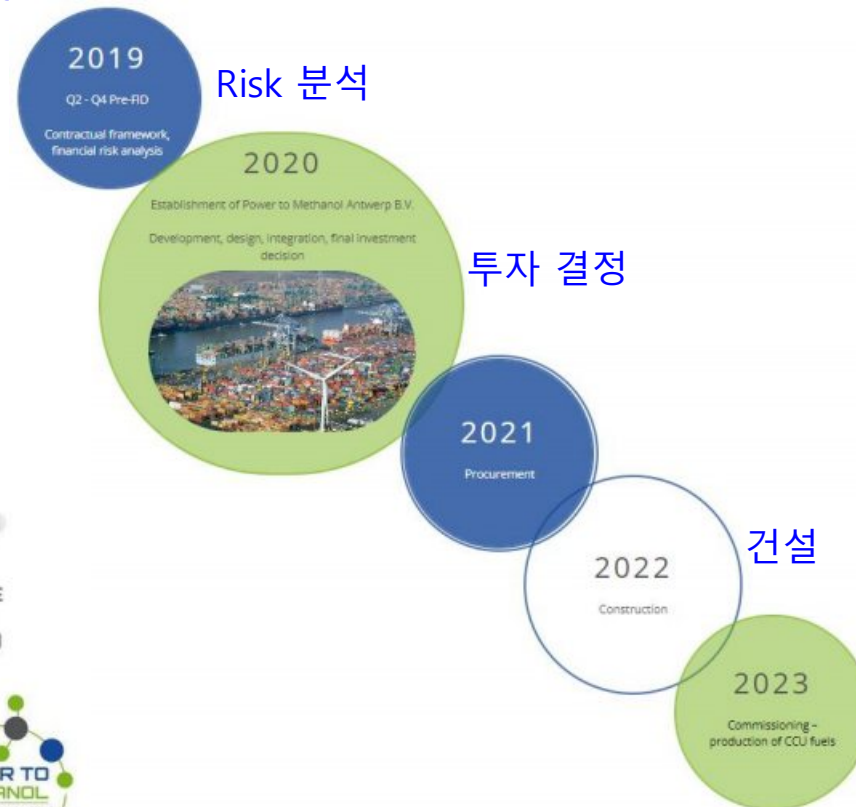 2019
Q2 - Q4 Pre-FID
Contractual framework,
financial risk analysis
Risk 분석
2020
Establishment of Power to Methanol Antwerp B.V.
Development, design, integration, final investment
decision
투자 결정
2021
Procurement
2022
Construction
건설
2023
Commissioning –
production of CCU fuels
R TO
ANOL